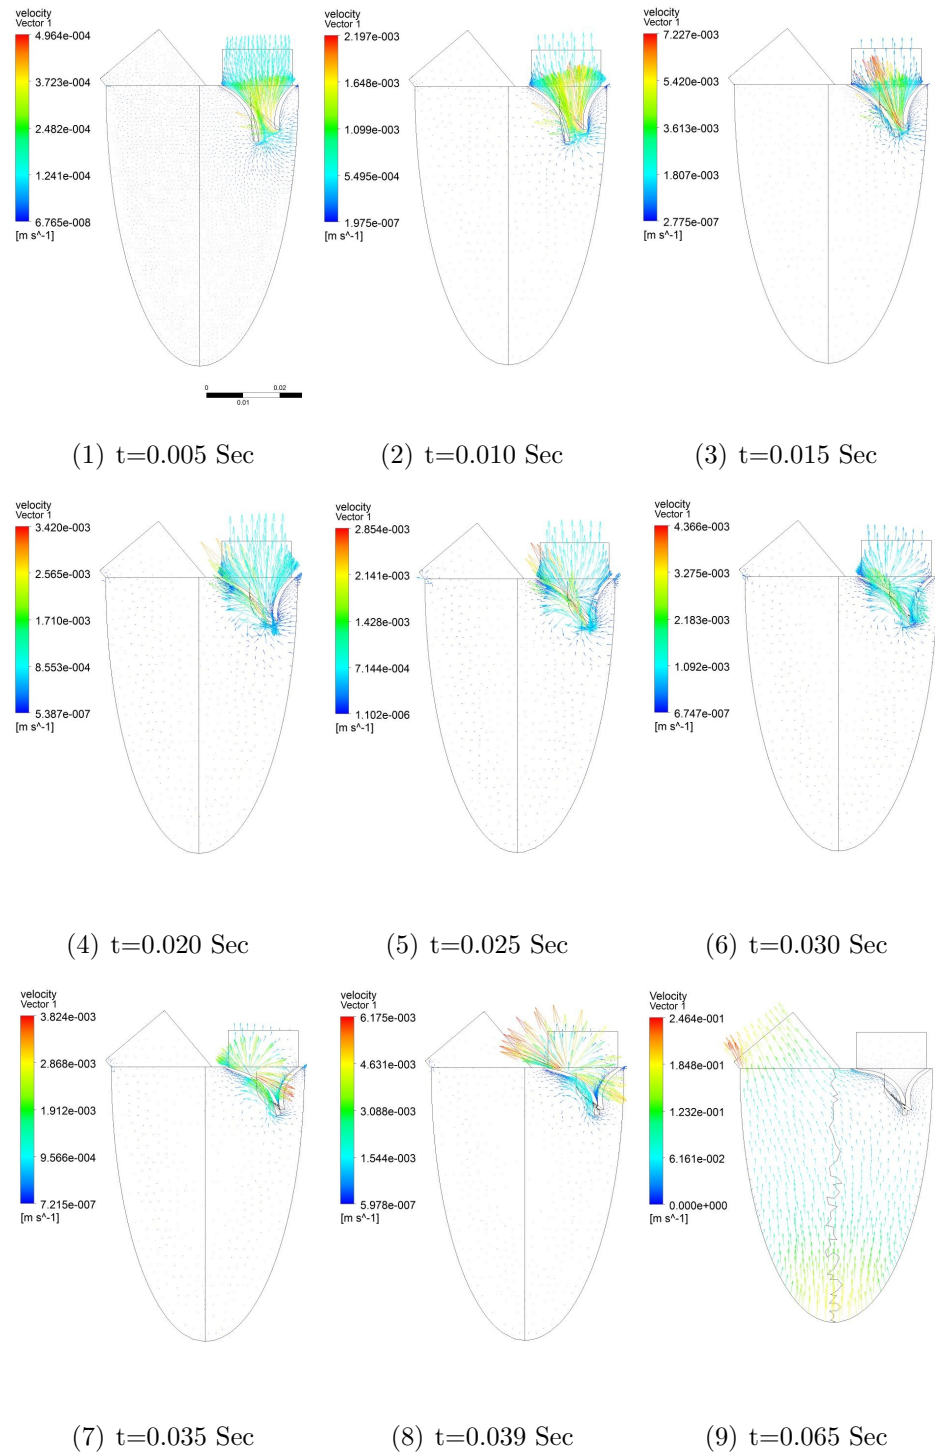 velocity
Vector 1
4.964e-004
3.723e-004
2.482e-004
1.241e-004
6.765e-008
[m s^-1]
0
0.02
0.01
(1) t=0.005 Sec
velocity
Vector 1
2.197e-003
1.648e-003
1.099e-003
5.495e-004
1.975e-007
[m s^-1]
(2) t=0.010 Sec
velocity
Vector 1
7.227e-003
5.420e-003
3.613e-003
1.807e-003
2.775e-007
[m s^-1]
(3) t=0.015 Sec
velocity
Vector 1
3.420e-003
2.565e-003
1.710e-003
8.553e-004
5.387e-007
[m s^-1]
(4) t=0.020 Sec
velocity
Vector 1
2.854e-003
2.141e-003
1.428e-003
7.144e-004
1.102e-006
[m s^-1]
(5) t=0.025 Sec
velocity
Vector 1
4.366e-003
3.275e-003
2.183e-003
1.092e-003
6.747e-007
[m s^-1]
(6) t=0.030 Sec
velocity
Vector 1
3.824e-003
2.868e-003
1.912e-003
9.566e-004
7.215e-007
[m s^-1]
(7) t=0.035 Sec
velocity
Vector 1
6.175e-003
4.631e-003
3.088e-003
1.544e-003
5.978e-007
[m s^-1]
(8) t=0.039 Sec
Velocity
Vector 1
2.464e-001
1.848e-001
1.232e-001
6.161e-002
0.000e+000
[m s^-1]
(9) t=0.065 Sec